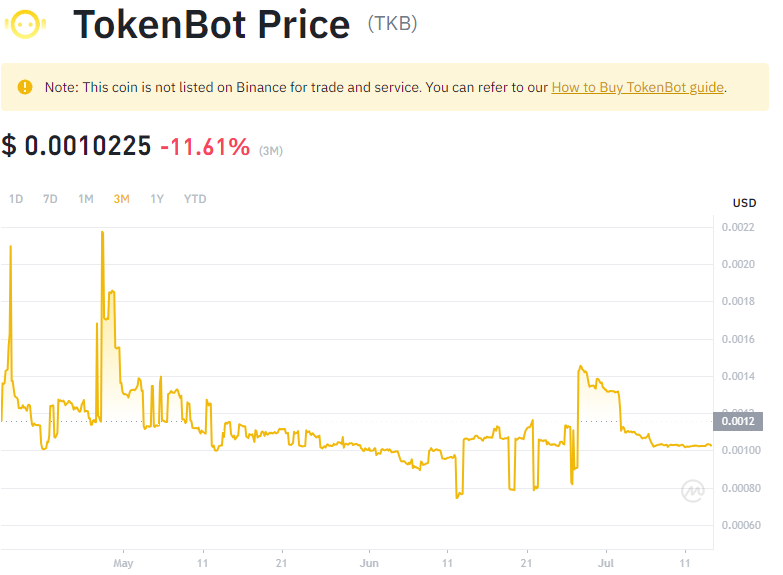 TokenBot Price (TKB)
Note: This coin is not listed on Binance for trade and service. You can refer to our How to Buy TokenBot guide.
$ 0.0010225 -11.61% (3M)
1D 7D 1M 3M 1Y YTD
USD
0.0022
0.0020
0.0018
0.0016
0.0014
0.0012
0.0012
0.00100
0.00080
0.00060
May 11 21 Jun 11 21 Jul 11